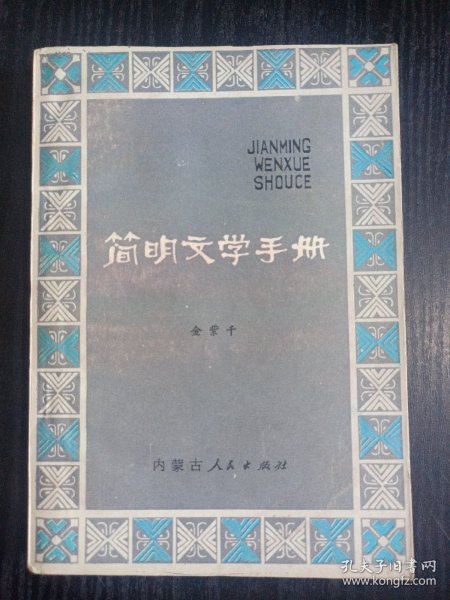 JIANMING
WENXUE
SHOUCE
简明文学手册
金紫千
内蒙古人民出版社
孔夫子旧书网
www.kongfz.com